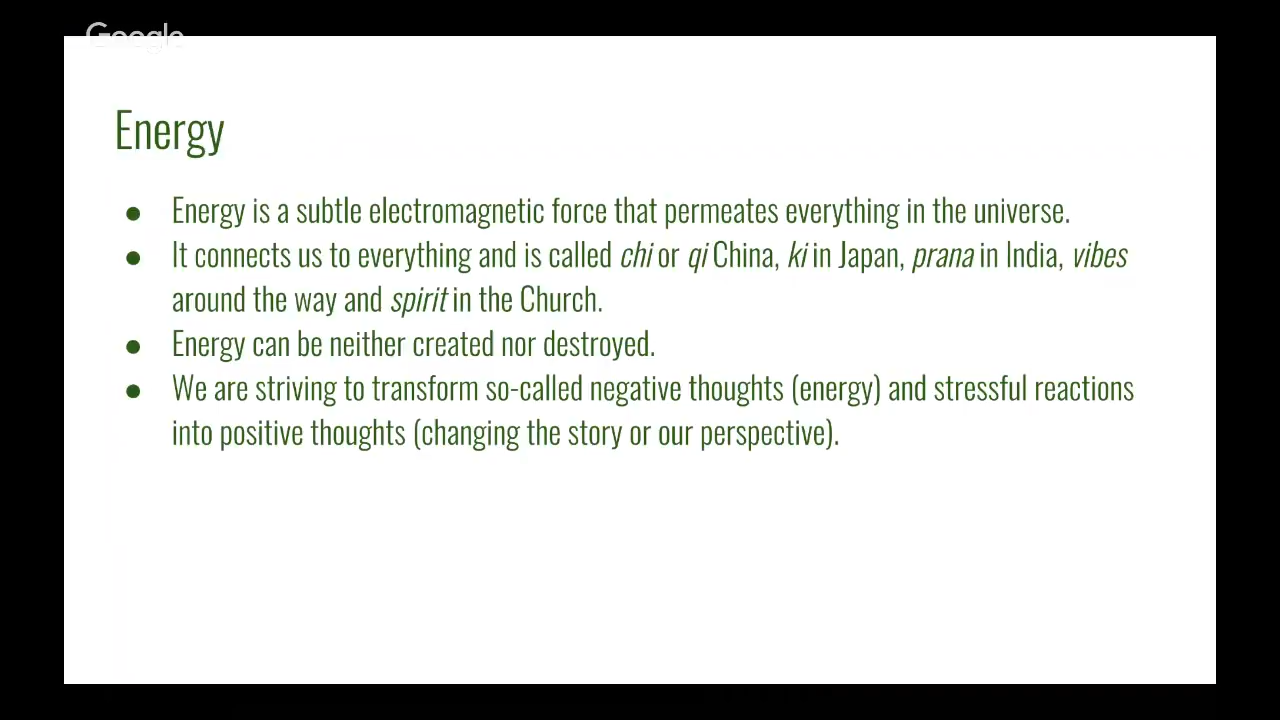 Google
Energy
● Energy is a subtle electromagnetic force that permeates everything in the universe.
● It connects us to everything and is called chi or qi China, ki in Japan, prana in India, vibes
around the way and spirit in the Church.
● Energy can be neither created nor destroyed.
● We are striving to transform so-called negative thoughts (energy) and stressful reactions
into positive thoughts (changing the story or our perspective).